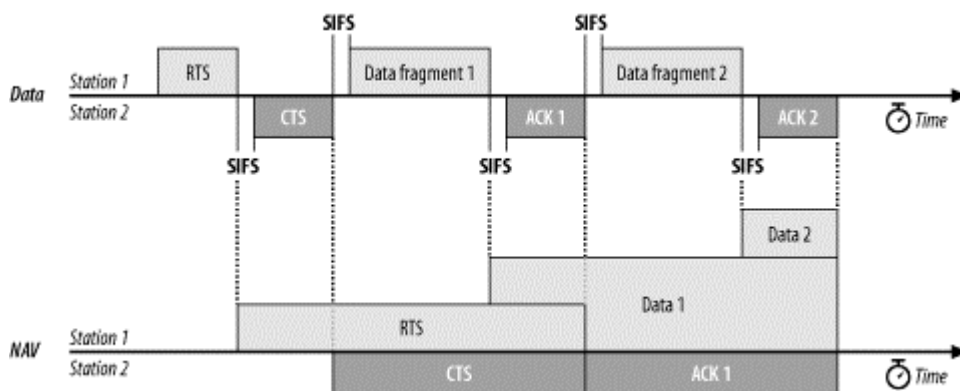 SIFS SIFS
RTS Data fragment 1 Data fragment 2
Station 1
Data
Station 2
CTS ACK 1 ACK 2 Time
SIFS SIFS SIFS
Data 2
Data 1
RTS
Station 1
NAV
Station 2
CTS ACK 1 Time